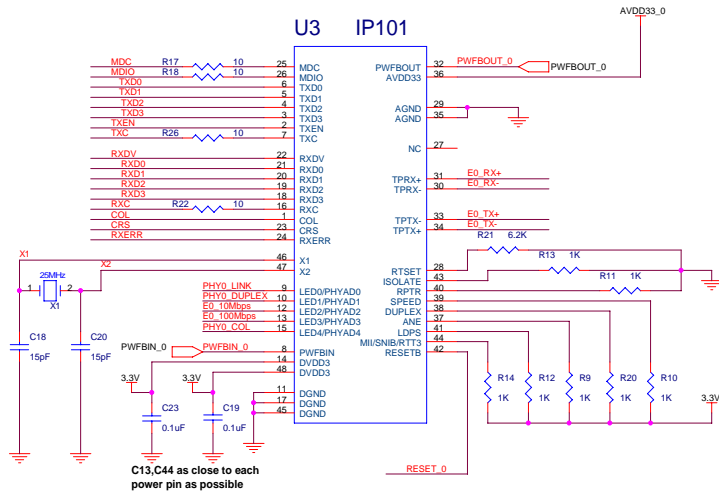 AVDD33_0
U3 IP101
MDC R17 10 25 MDC
MDIO R18 10 26 MDIO
TXD0 6 TXD0
TXD1 5 TXD1
TXD2 4 TXD2
TXD3 3 TXD3
TXEN 2 TXEN
TXC R26 10 7 TXC
RXDV 22 RXDV
RXD0 21 RXD0
RXD1 20 RXD1
RXD2 19 RXD2
RXD3 18 RXD3
RXC R22 10 16 RXC
COL 1 COL
CRS 23 CRS
RXERR 24 RXERR
X1 46 X1
X2 47 X2
25MHz
1 2
X1
C18
15pF
C20
15pF
PHY0_LINK 9 LED0/PHYAD0
PHY0_DUPLEX 10 LED1/PHYAD1
E0_10Mbps 12 LED2/PHYAD2
E0_100Mbps 13 LED3/PHYAD3
PHY0_COL 15 LED4/PHYAD4
PWFBIN_0 PWFBIN_0 8 PWFBIN
14 DVDD3
48 DVDD3
3.3V
3.3V
11 DGND
17 DGND
45 DGND
C23
0.1uF
C19
0.1uF
C13,C44 as close to each
power pin as possible
PWFBOUT 32 PWFBOUT_0 PWFBOUT_0
AVDD33 36
AGND 29
AGND 35
NC 27
TPRX+ 31 E0_RX+
TPRX- 30 E0_RX-
TPTX- 33 E0_TX+
TPTX+ 34 E0_TX-
R21 6.2K
R13 1K
R11 1K
RTSET 28
ISOLATE 43
RPTR 40
SPEED 39
DUPLEX 38
ANE 37
LDPS 41
MII/SNIB/RTT3 44
RESETB 42
R14 R12 R9 R20 R10
1K 1K 1K 1K 1K
3.3V
RESET_0